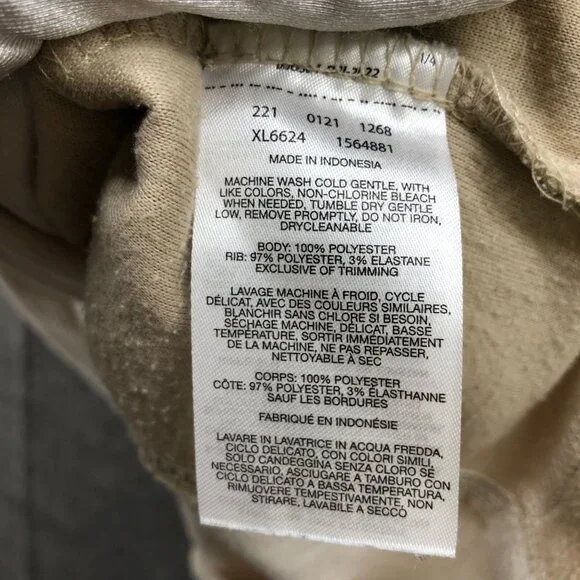 1/4
221 0121 1268
XL6624 1564881
MADE IN INDONESIA
MACHINE WASH COLD GENTLE, WITH
LIKE COLORS, NON-CHLORINE BLEACH
WHEN NEEDED, TUMBLE DRY GENTLE
LOW, REMOVE PROMPTLY, DO NOT IRON,
DRYCLEANABLE
BODY: 100% POLYESTER
RIB: 97% POLYESTER, 3% ELASTANE
EXCLUSIVE OF TRIMMING
LAVAGE MACHINE À FROID, CYCLE
DÉLICAT, AVEC DES COULEURS SIMILAIRES,
BLANCHIR SANS CHLORE SI BESOIN,
SÉCHAGE MACHINE, DÉLICAT, BASSE
TEMPÉRATURE, SORTIR IMMÉDIATEMENT
DE LA MACHINE, NE PAS REPASSER,
NETTOYABLE À SEC
CORPS: 100% POLYESTER
CÔTE: 97% POLYESTER, 3% ÉLASTHANNE
SAUF LES BORDURES
FABRIQUÉ EN INDONÉSIE
LAVARE IN LAVATRICE IN ACQUA FREDDA,
CICLO DELICATO, CON COLORI SIMILI,
SOLO CANDEGGINA SENZA CLORO SE
NECESSARIO, ASCIUGARE A TAMBURO CON
CICLO DELICATO A BASSA TEMPERATURA,
RIMUOVERE TEMPESTIVAMENTE, NON
STIRARE, LAVABILE A SECCO